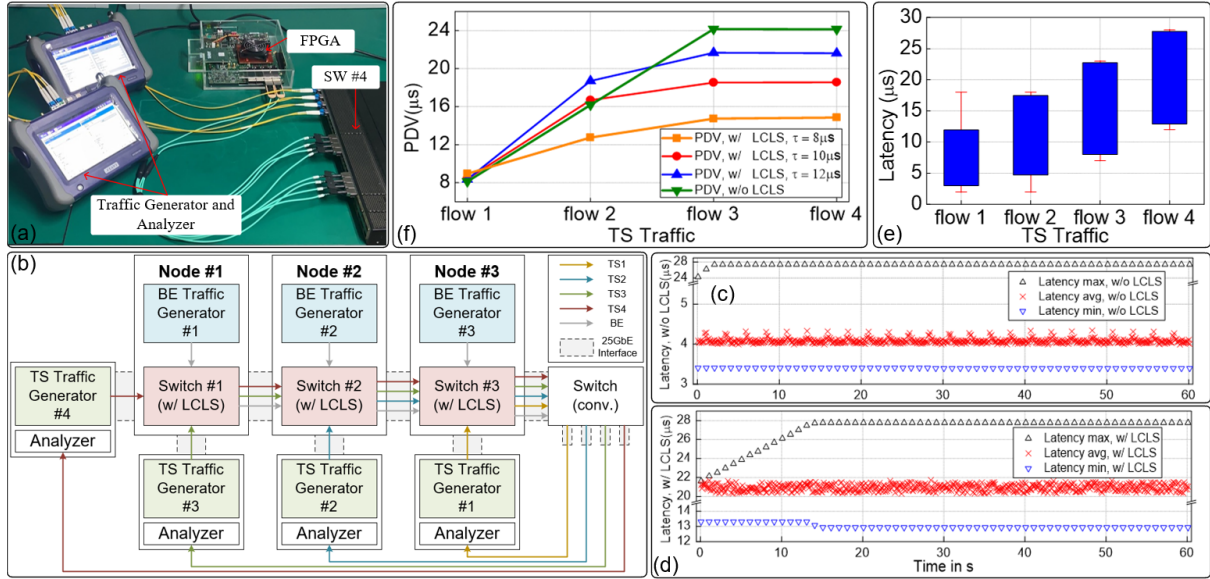 FPGA
SW #4
Traffic Generator and
Analyzer
(a)
PDV(μs)
24
20
16
12
8
PDV, w/ LCLS, τ = 8μs
PDV, w/ LCLS, τ = 10μs
PDV, w/ LCLS, τ = 12μs
PDV, w/o LCLS
flow 1 flow 2 flow 3 flow 4
TS Traffic
(f)
Latency (μs)
30
25
20
15
10
5
0
flow 1 flow 2 flow 3 flow 4
TS Traffic
(e)
(b)
Node #1 Node #2 Node #3
BE Traffic
Generator
#1
BE Traffic
Generator
#2
BE Traffic
Generator
#3
TS1
TS2
TS3
TS4
BE
25GbE
Interface
TS Traffic
Generator
#4
Analyzer
Switch #1
(w/ LCLS)
Switch #2
(w/ LCLS)
Switch #3
(w/ LCLS)
Switch
(conv.)
TS Traffic
Generator
#3
Analyzer
TS Traffic
Generator
#2
Analyzer
TS Traffic
Generator
#1
Analyzer
Latency, w/o LCLS(μs)
28
24
5
4
3
(c)
Latency max, w/o LCLS
Latency avg, w/o LCLS
Latency min, w/o LCLS
0 10 20 30 40 50 60
Latency, w/ LCLS(μs)
28
26
24
22
20
14
13
12
Latency max, w/ LCLS
Latency avg, w/ LCLS
Latency min, w/ LCLS
(d)
0 10 20 30 40 50 60
Time in s